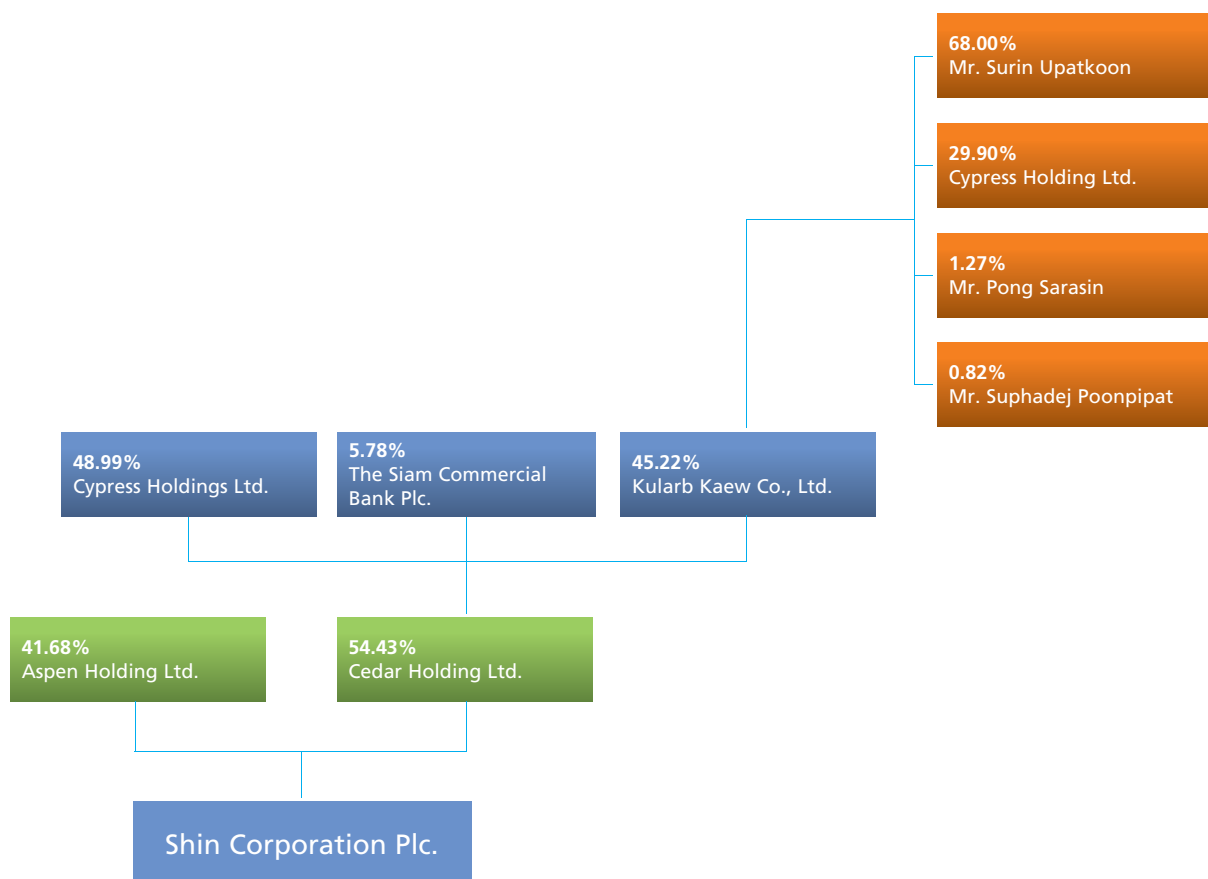 68.00%
Mr. Surin Upatkoon
29.90%
Cypress Holding Ltd.
1.27%
Mr. Pong Sarasin
0.82%
Mr. Suphadej Poonpipat
48.99%
Cypress Holdings Ltd.
5.78%
The Siam Commercial
Bank Plc.
45.22%
Kularb Kaew Co., Ltd.
41.68%
Aspen Holding Ltd.
54.43%
Cedar Holding Ltd.
Shin Corporation Plc.